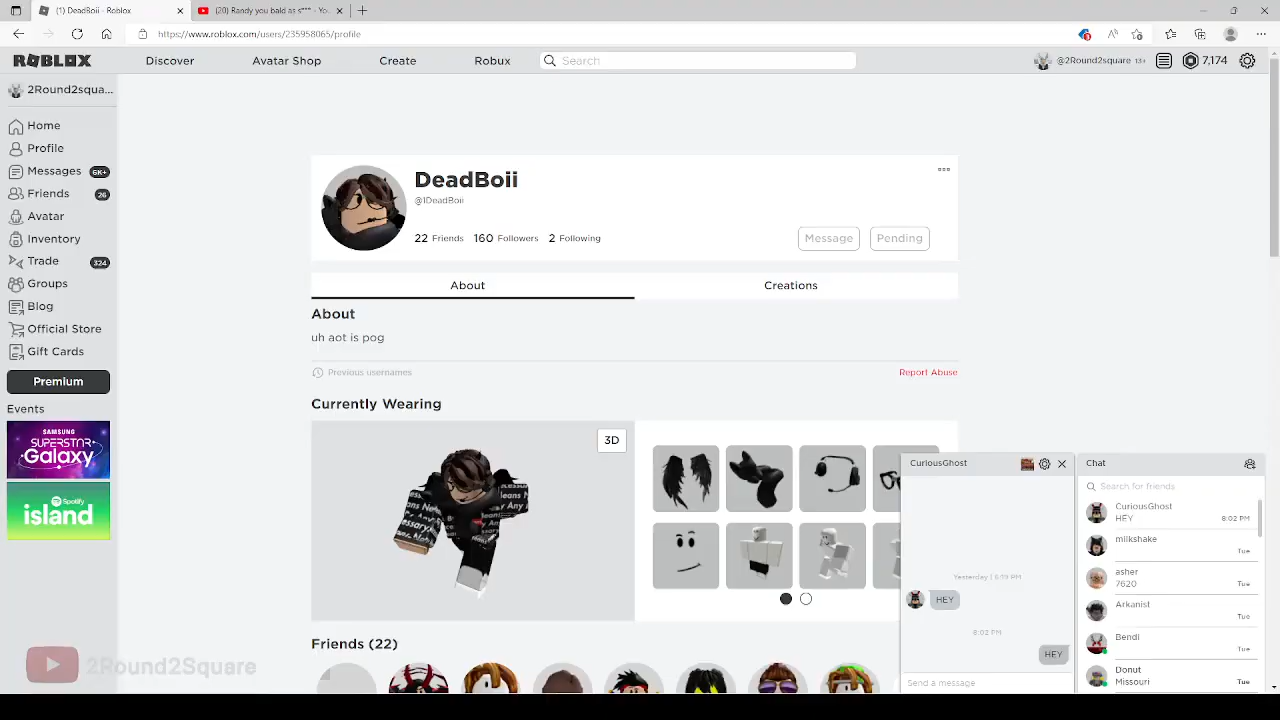 (1) DeadBoii - Roblox
(20) Randy you bald as s*** - Yo
https://www.roblox.com/users/235958065/profile
ROBLOX
Discover
Avatar Shop
Create
Robux
Search
@2Round2square 13+
7,174
2Round2squa...
Home
Profile
Messages 6K+
Friends 26
Avatar
Inventory
Trade 324
Groups
Blog
Official Store
Gift Cards
Premium
Events
SAMSUNG
SUPERSTAR
Galaxy
Spotify
island
DeadBoii
@1DeadBoii
22 Friends 160 Followers 2 Following
Message
Pending
About
Creations
About
uh aot is pog
Previous usernames
Report Abuse
Currently Wearing
3D
Friends (22)
CuriousGhost
Yesterday | 8:19 PM
HEY
8:02 PM
HEY
Send a message
Chat
Search for friends
CuriousGhost
HEY 8:02 PM
milkshake
Tue
asher
7620 Tue
Arkanist
Tue
Bendi
Tue
Donut
Missouri Tue
2Round2Square